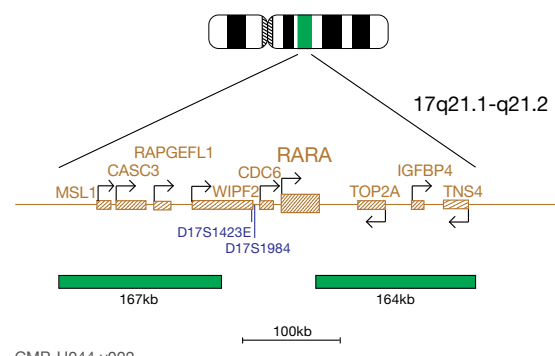 17q21.1-q21.2
RARA
RAPGEFL1
CASC3
CDC6
IGFBP4
MSL1
WIPF2
TOP2A
TNS4
D17S1423E
D17S1984
167kb
164kb
100kb